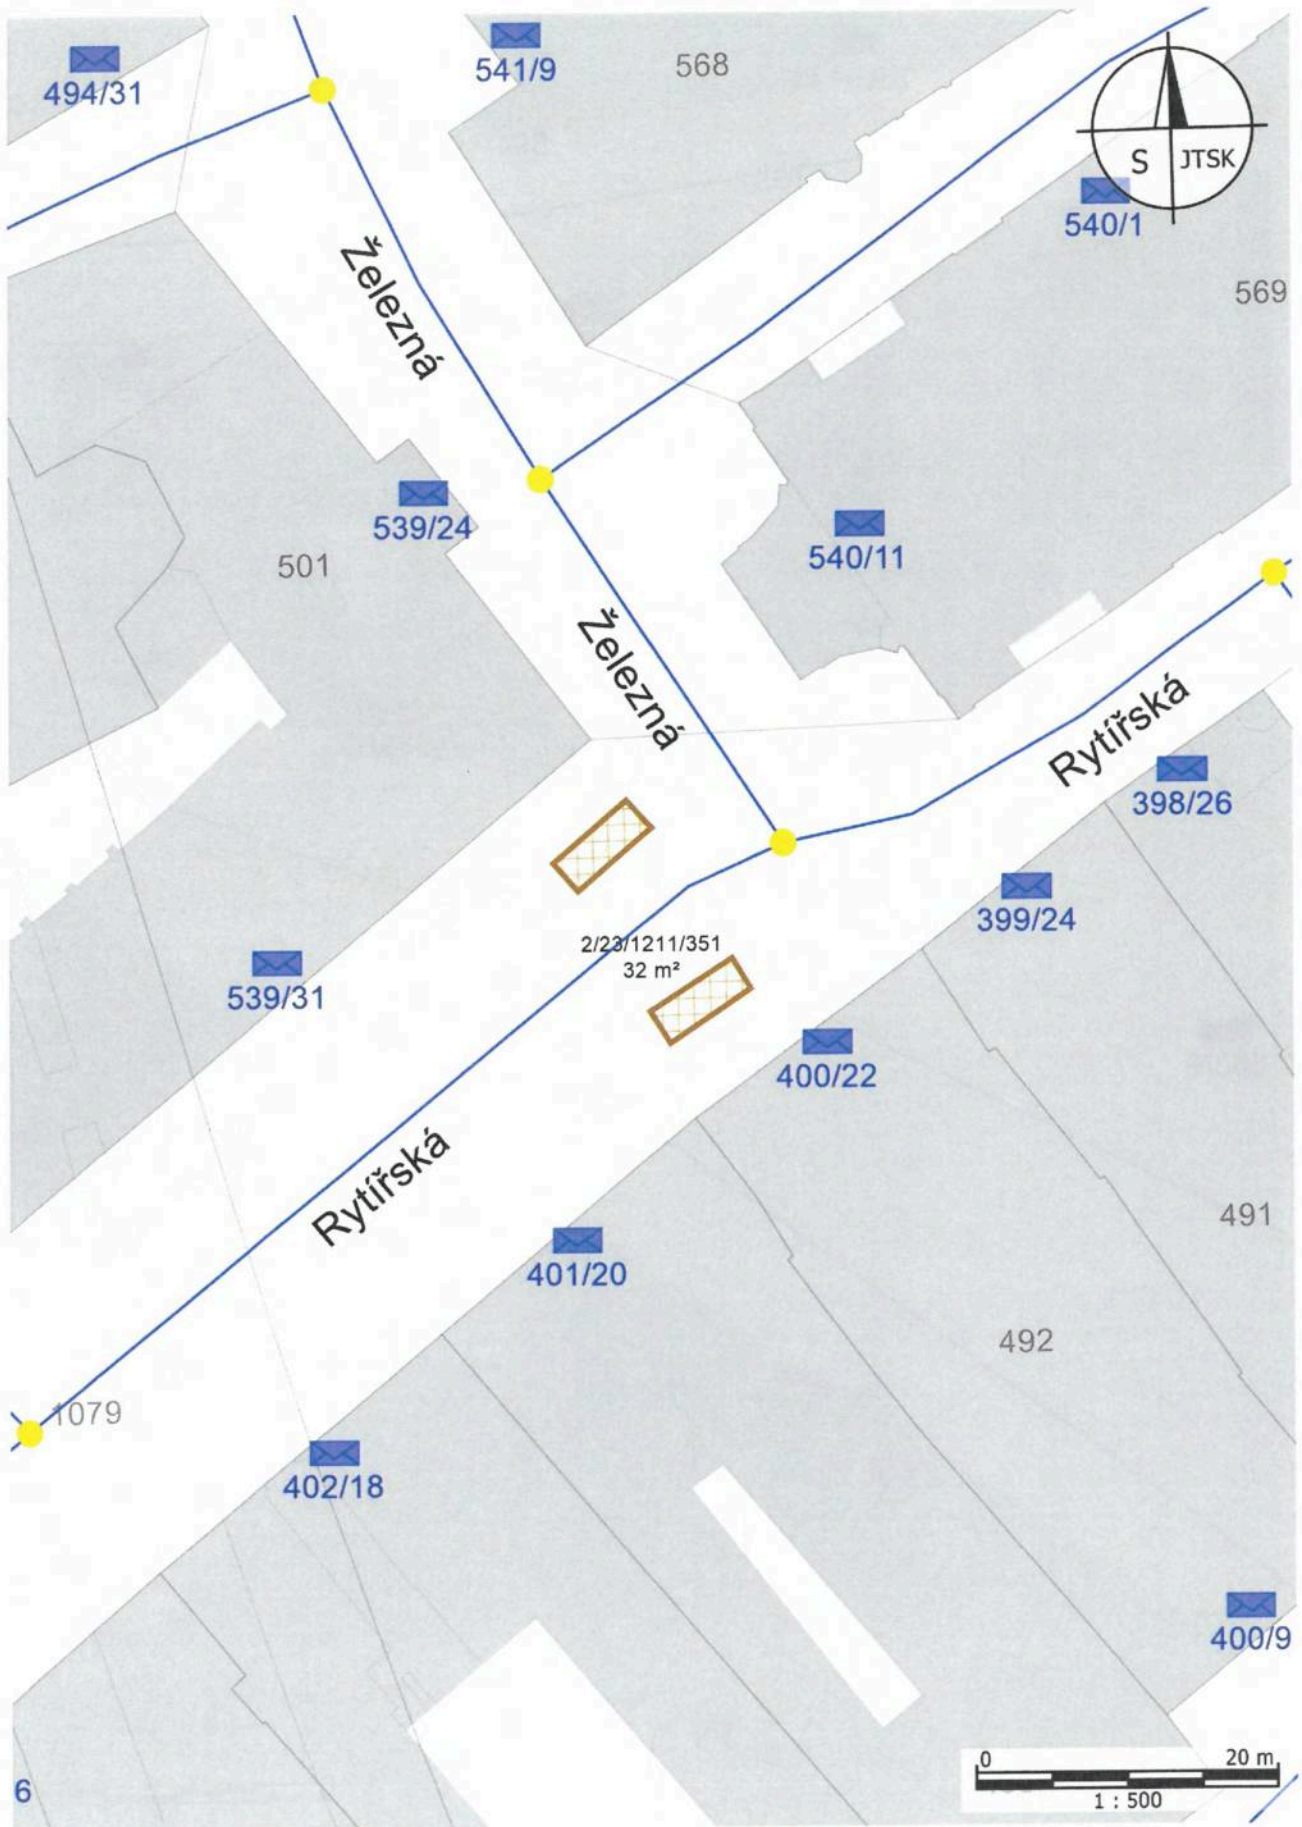 494/31
541/9
568
S JTSK
540/1
569
Železná
539/24
501
540/11
Železná
Rytířská
398/26
399/24
2/23/1211/351
32 m²
539/31
400/22
Rytířská
491
401/20
492
1079
402/18
400/9
0 20 m
1 : 500
6